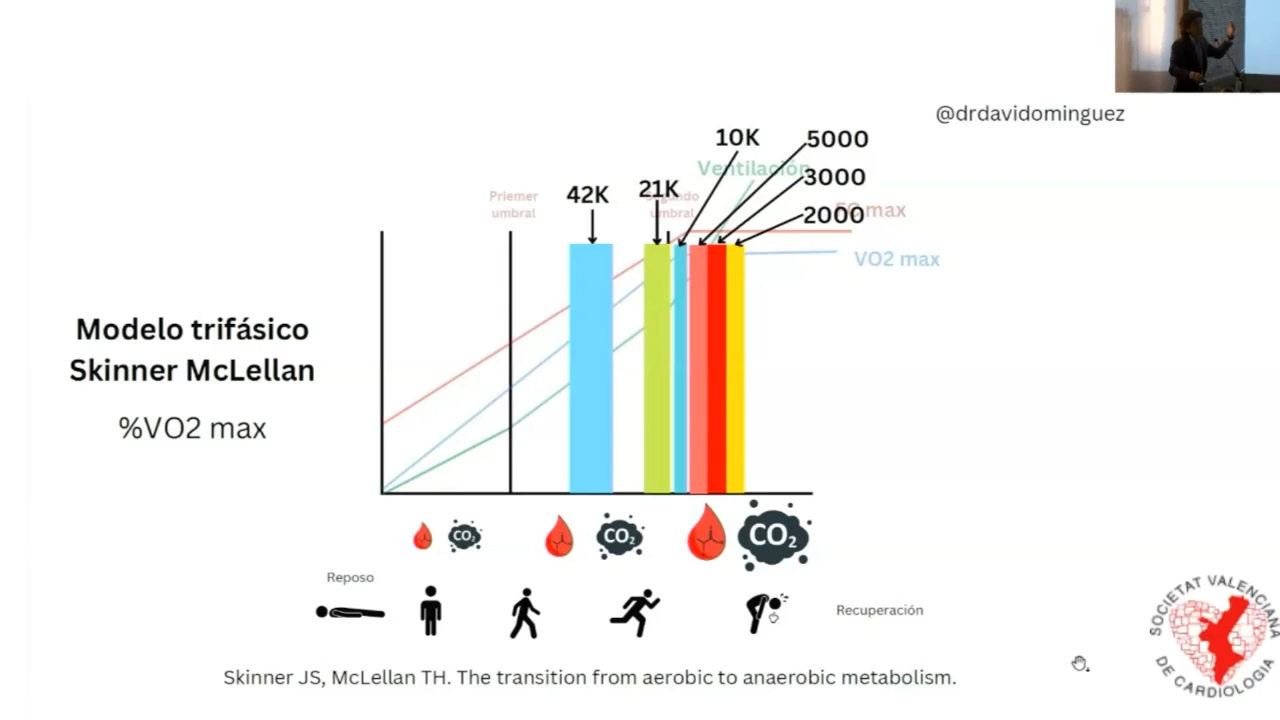 @drdavidominguez
10K
5000
Ventilación
3000
42K
21K
Priemer
umbral
Segundo
umbral
2000
FC max
VO2 max
Modelo trifásico
Skinner McLellan
%VO2 max
CO₂
CO₂
CO₂
Reposo
Recuperación
Skinner JS, McLellan TH. The transition from aerobic to anaerobic metabolism.
SOCIETAT VALENCIANA
DE CARDIOLOGIA